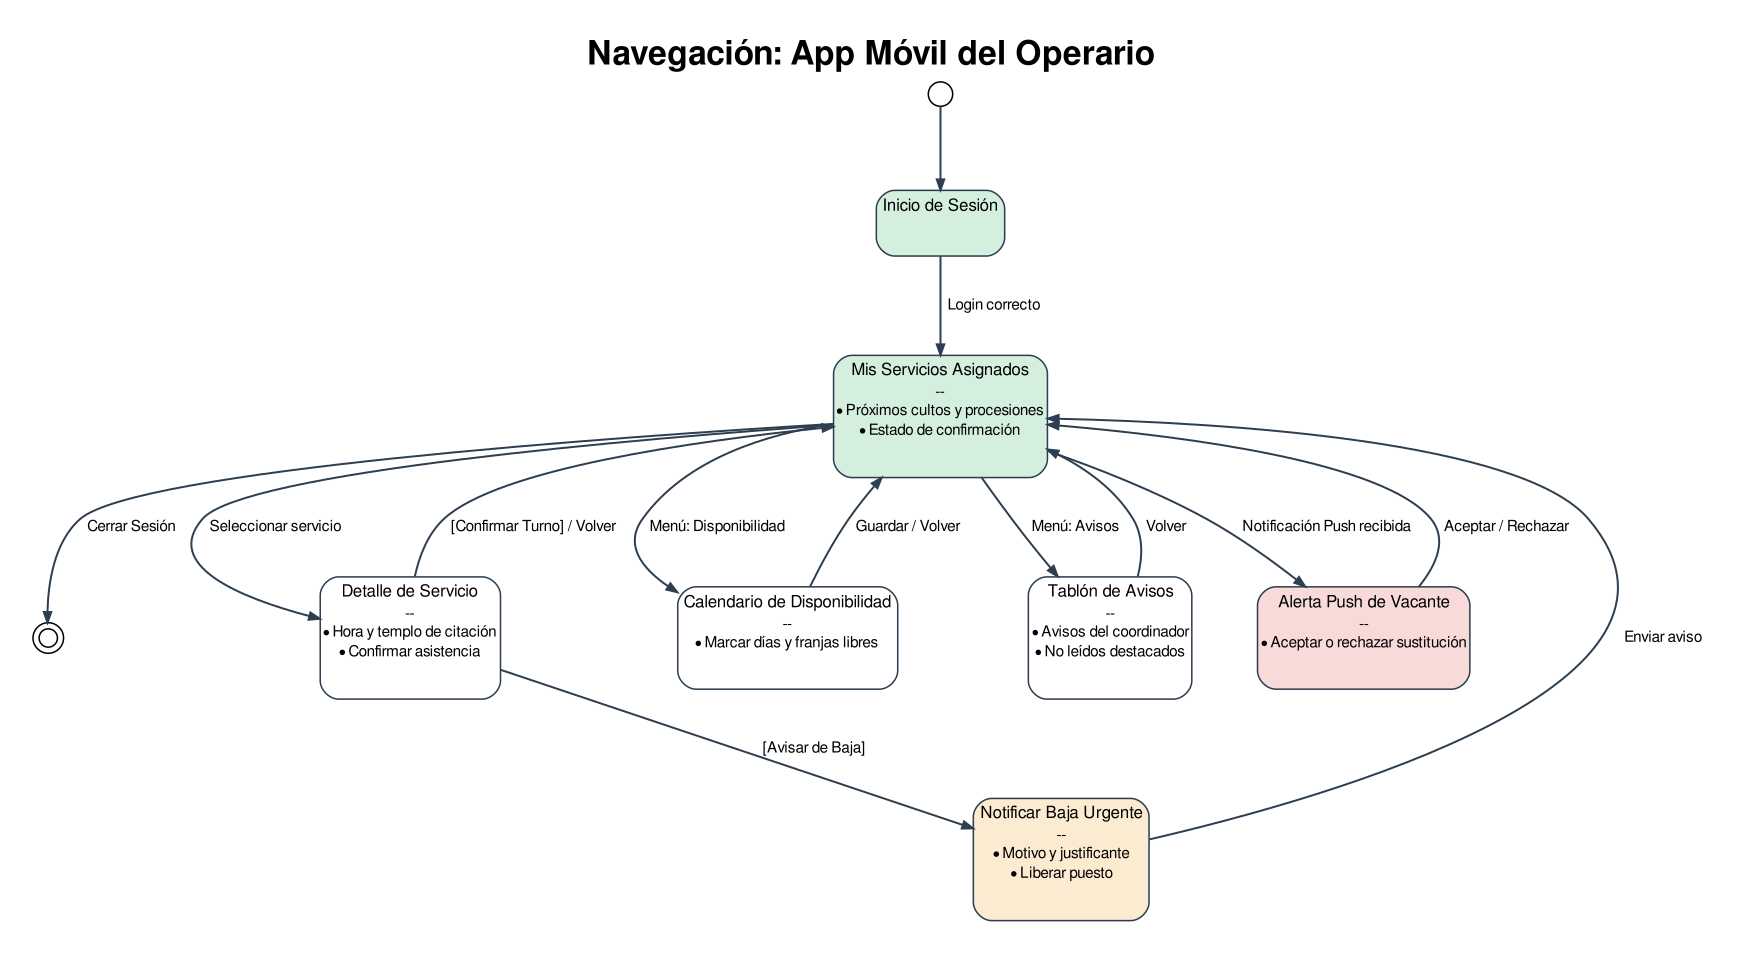 Navegación: App Móvil del Operario
Inicio de Sesión
Login correcto
Mis Servicios Asignados
--
• Próximos cultos y procesiones
• Estado de confirmación
Cerrar Sesión
Seleccionar servicio
[Confirmar Turno] / Volver
Menú: Disponibilidad
Guardar / Volver
Menú: Avisos
Volver
Notificación Push recibida
Aceptar / Rechazar
Detalle de Servicio
--
• Hora y templo de citación
• Confirmar asistencia
Calendario de Disponibilidad
--
• Marcar días y franjas libres
Tablón de Avisos
--
• Avisos del coordinador
• No leídos destacados
Alerta Push de Vacante
--
• Aceptar o rechazar sustitución
Enviar aviso
[Avisar de Baja]
Notificar Baja Urgente
--
• Motivo y justificante
• Liberar puesto